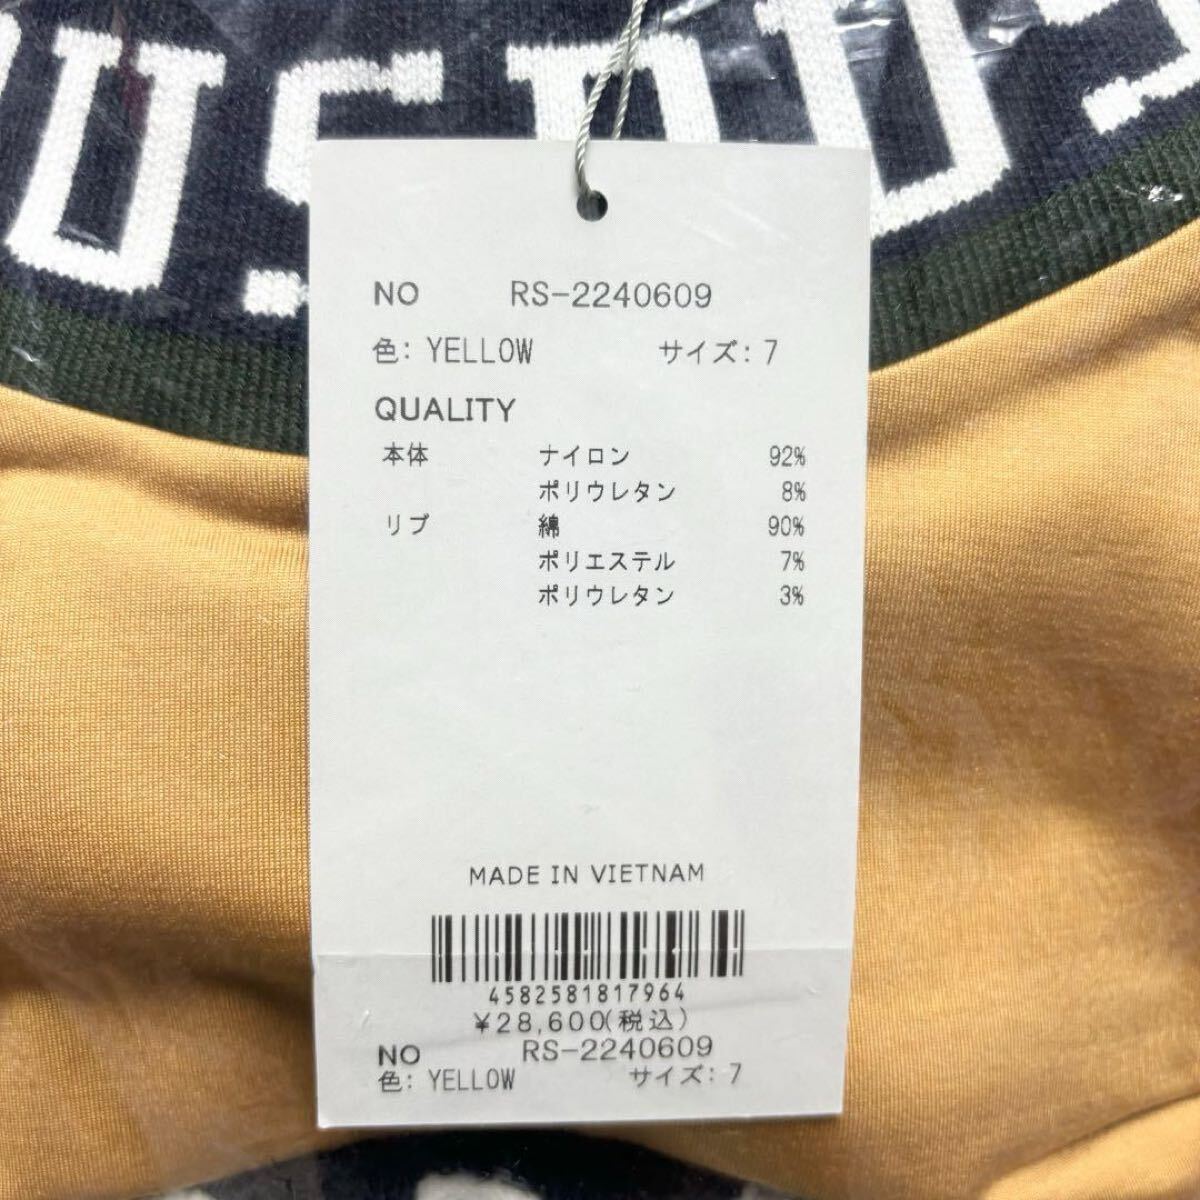 NO RS-2240609
色: YELLOW サイズ: 7
QUALITY
本体 ナイロン 92%
ポリウレタン 8%
リブ 綿 90%
ポリエステル 7%
ポリウレタン 3%
MADE IN VIETNAM
4582581817964
¥28,600(税込)
NO RS-2240609
色: YELLOW サイズ: 7